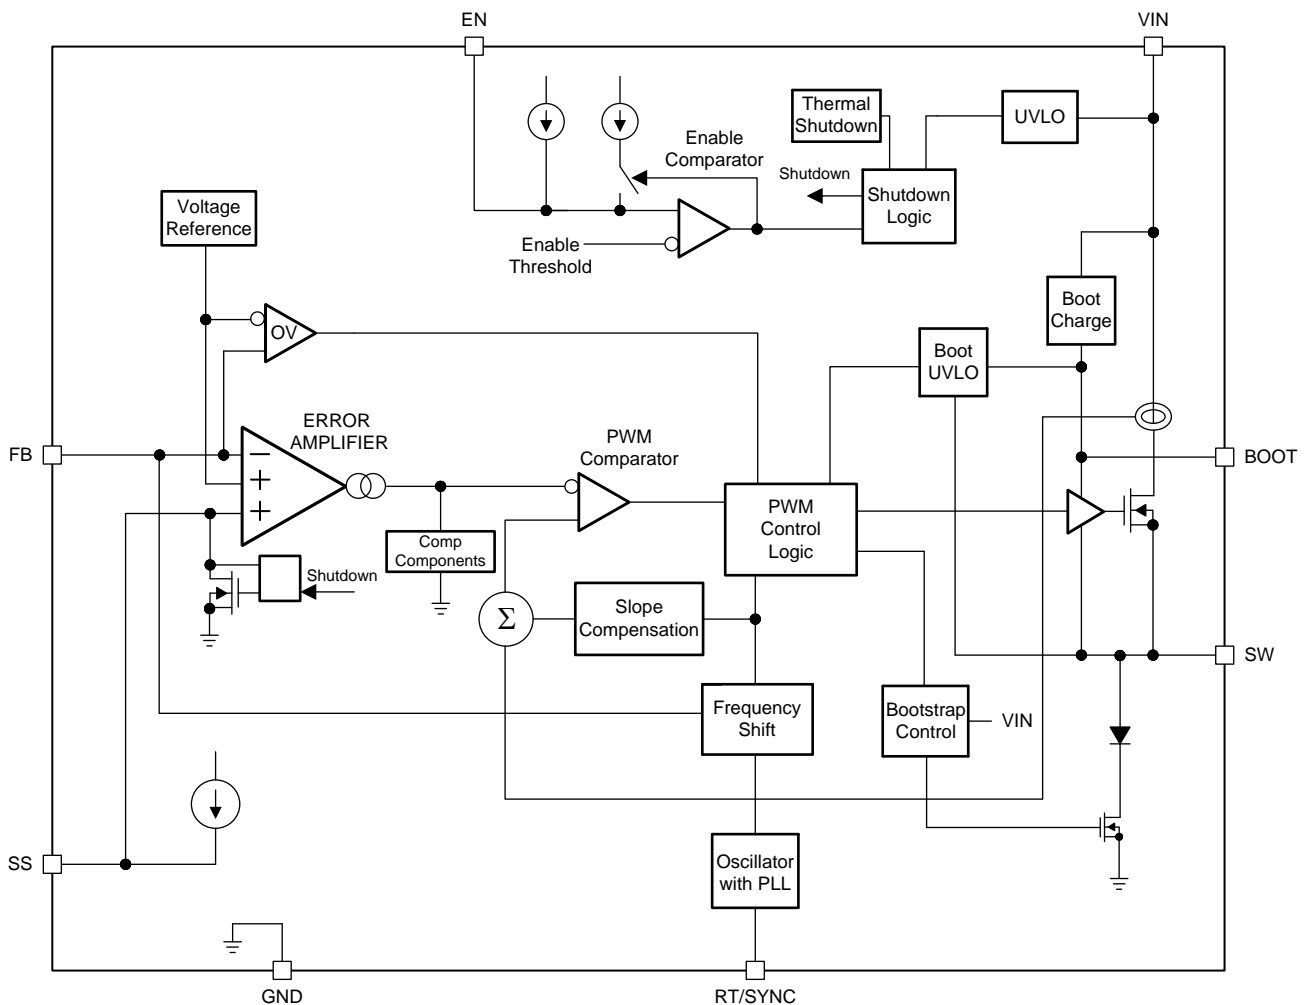 EN
VIN
Thermal
Shutdown
UVLO
Enable
Comparator
Shutdown
Shutdown
Logic
Voltage
Reference
Enable
Threshold
Boot
Charge
OV
Boot
UVLO
ERROR
AMPLIFIER
PWM
Comparator
FB
−
+
+
BOOT
PWM
Control
Logic
Comp
Components
Shutdown
Σ
Slope
Compensation
SW
Frequency
Shift
Bootstrap
Control
VIN
SS
Oscillator
with PLL
GND
RT/SYNC